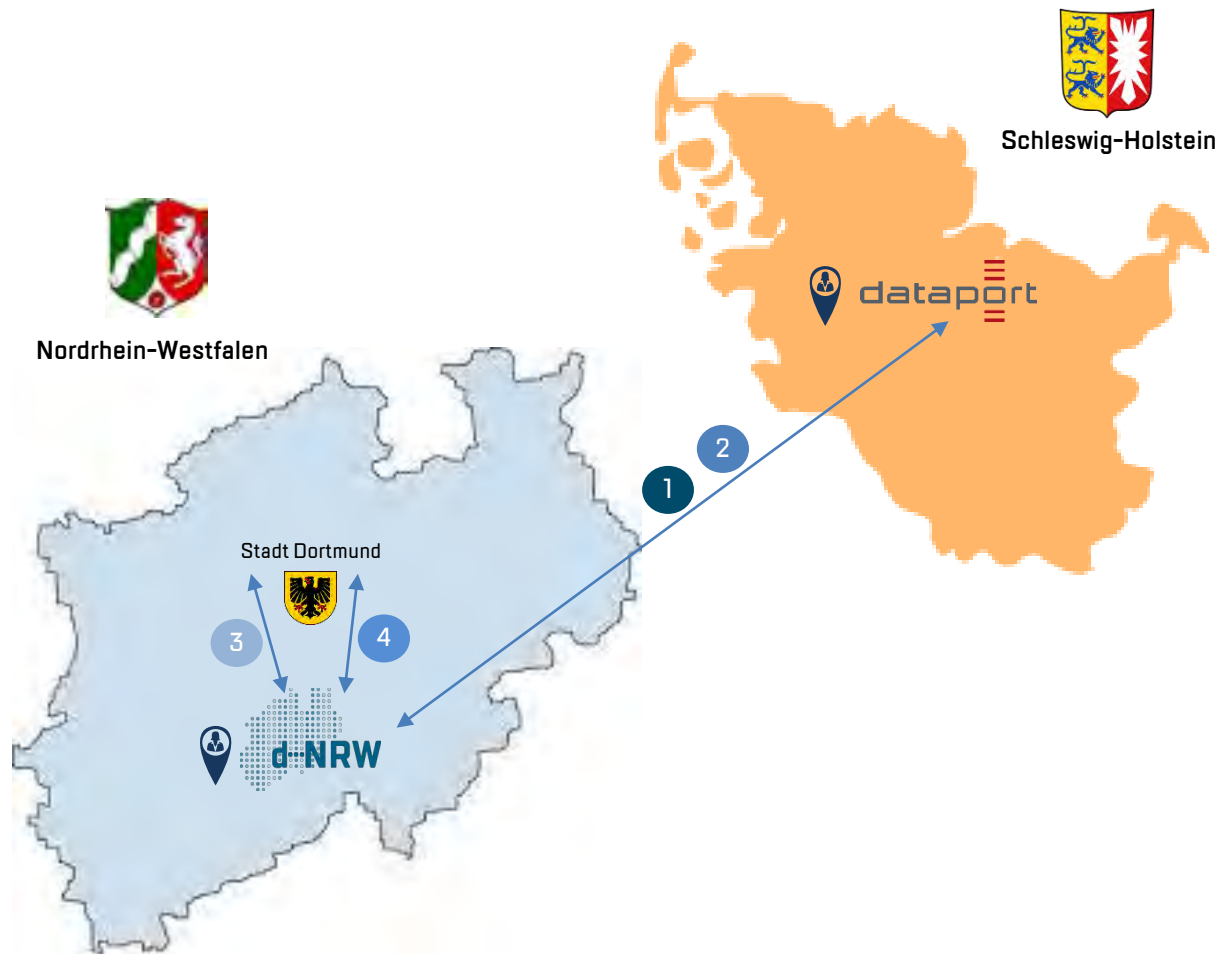 Schleswig-Holstein
Nordrhein-Westfalen
dataport
2
1
Stadt Dortmund
3
4
d-NRW